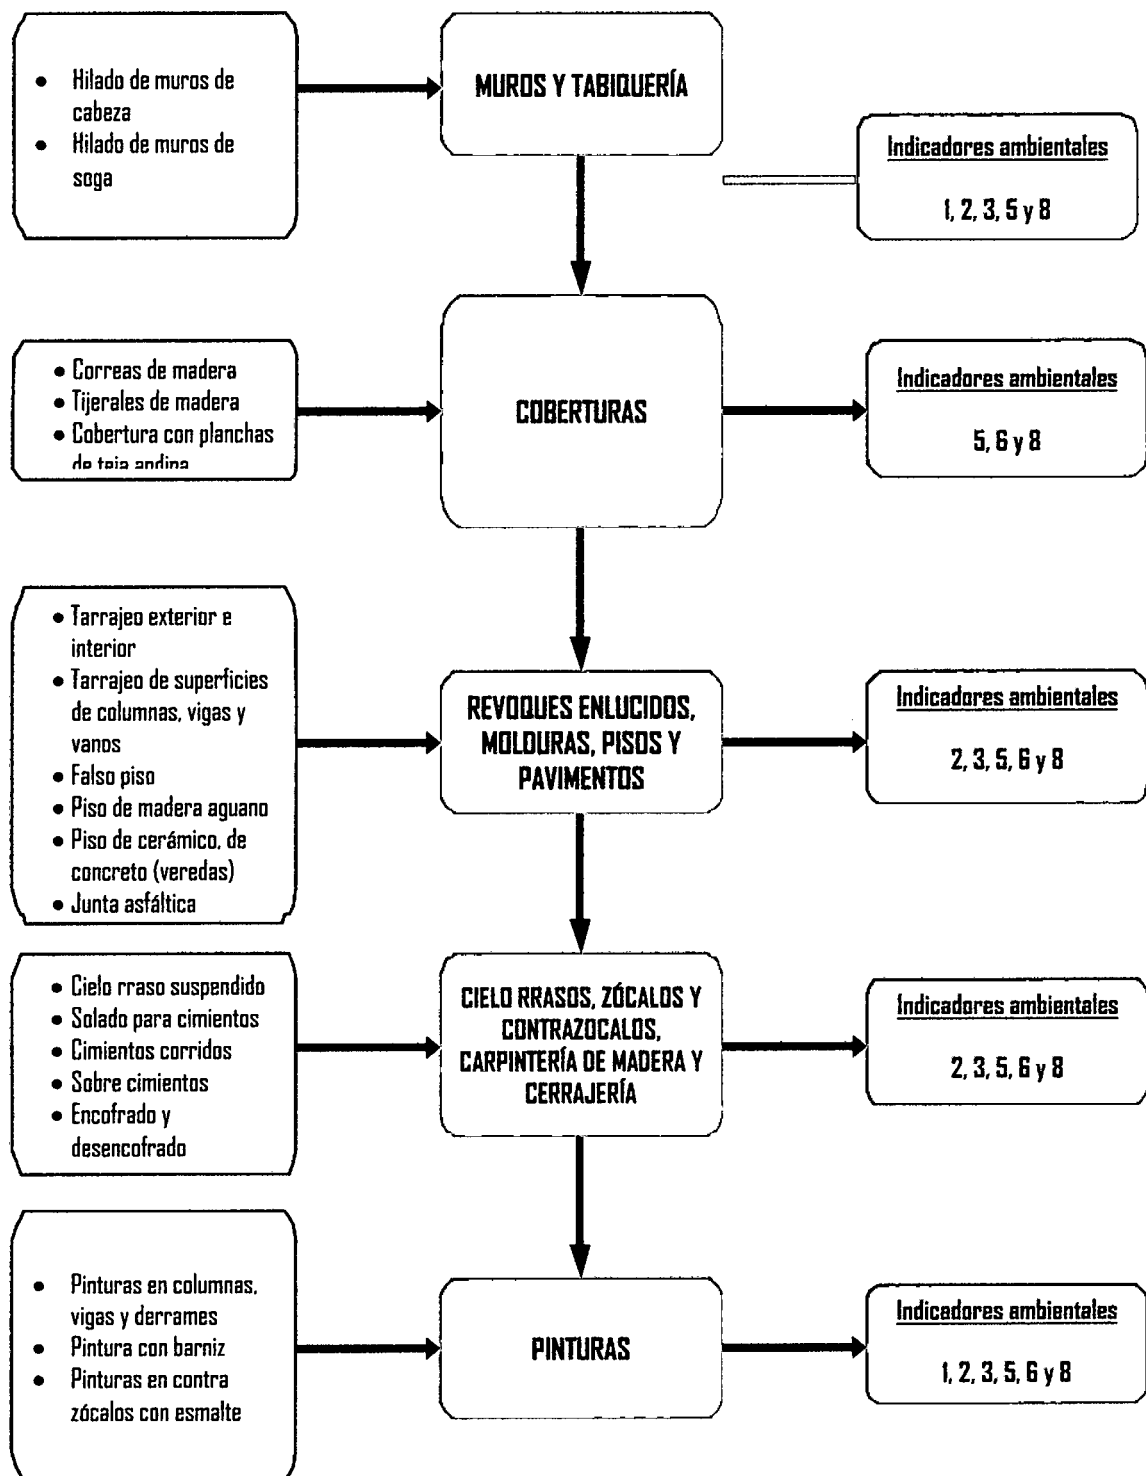 • Hilado de muros de
cabeza
• Hilado de muros de
soga
MUROS Y TABIQUERÍA
Indicadores ambientales
1, 2, 3, 5 y 8
• Correas de madera
• Tijerales de madera
• Cobertura con planchas
de teja andina
COBERTURAS
Indicadores ambientales
5, 6 y 8
• Tarrajeo exterior e
interior
• Tarrajeo de superficies
de columnas, vigas y
vanos
• Falso piso
• Piso de madera aguano
• Piso de cerámico, de
concreto (veredas)
• Junta asfáltica
REVOQUES ENLUCIDOS,
MOLDURAS, PISOS Y
PAVIMENTOS
Indicadores ambientales
2, 3, 5, 6 y 8
• Cielo rraso suspendido
• Solado para cimientos
• Cimientos corridos
• Sobre cimientos
• Encofrado y
desencofrado
CIELO RRASOS, ZÓCALOS Y
CONTRAZOCALOS,
CARPINTERÍA DE MADERA Y
CERRAJERÍA
Indicadores ambientales
2, 3, 5, 6 y 8
• Pinturas en columnas,
vigas y derrames
• Pintura con barniz
• Pinturas en contra
zócalos con esmalte
PINTURAS
Indicadores ambientales
1, 2, 3, 5, 6 y 8